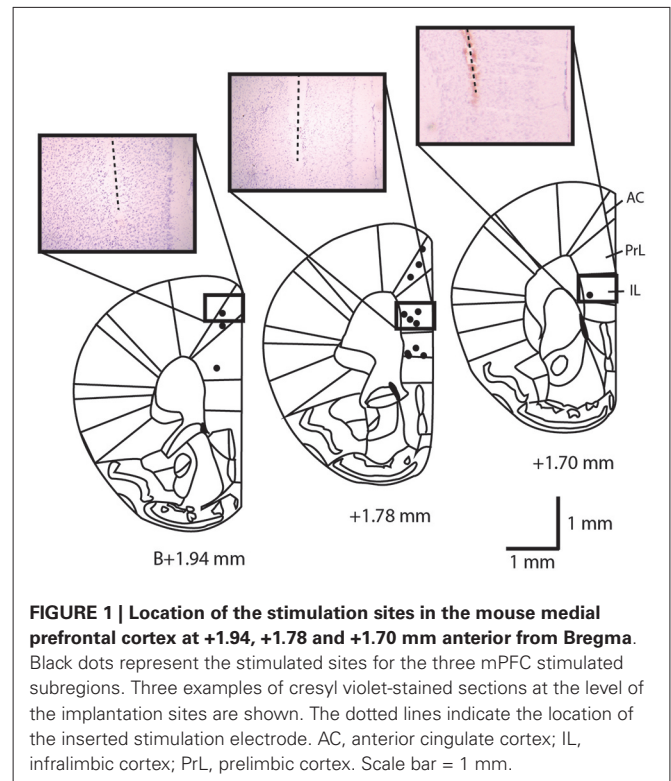 AC
PrL
IL
+1.70 mm
+1.78 mm
B+1.94 mm
1 mm
1 mm
FIGURE 1 | Location of the stimulation sites in the mouse medial
prefrontal cortex at +1.94, +1.78 and +1.70 mm anterior from Bregma.
Black dots represent the stimulated sites for the three mPFC stimulated
subregions. Three examples of cresyl violet-stained sections at the level of
the implantation sites are shown. The dotted lines indicate the location of
the inserted stimulation electrode. AC, anterior cingulate cortex; IL,
infralimbic cortex; PrL, prelimbic cortex. Scale bar = 1 mm.